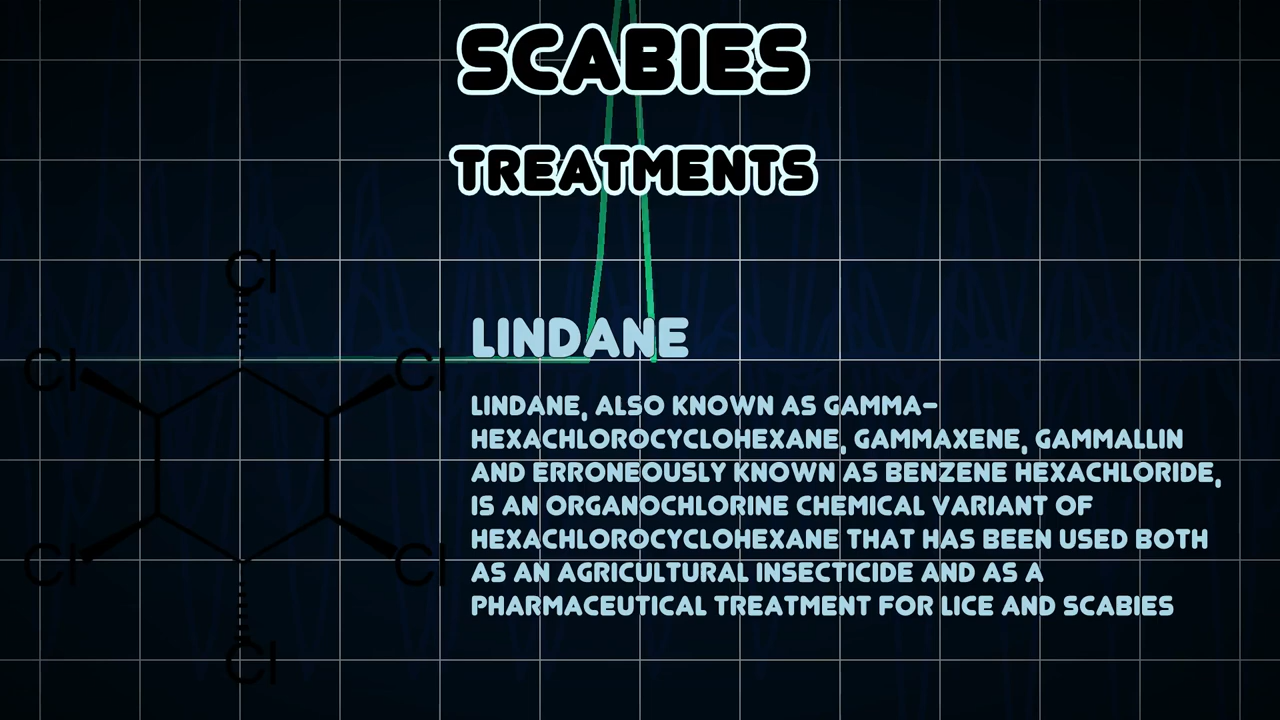 SCABIES
TREATMENTS
Cl
LINDANE
Cl
Cl
LINDANE, ALSO KNOWN AS GAMMA-
HEXACHLOROCYCLOHEXANE, GAMMAXENE, GAMMALLIN
AND ERRONEOUSLY KNOWN AS BENZENE HEXACHLORIDE,
IS AN ORGANOCHLORINE CHEMICAL VARIANT OF
HEXACHLOROCYCLOHEXANE THAT HAS BEEN USED BOTH
AS AN AGRICULTURAL INSECTICIDE AND AS A
PHARMACEUTICAL TREATMENT FOR LICE AND SCABIES
Cl
Cl
Cl